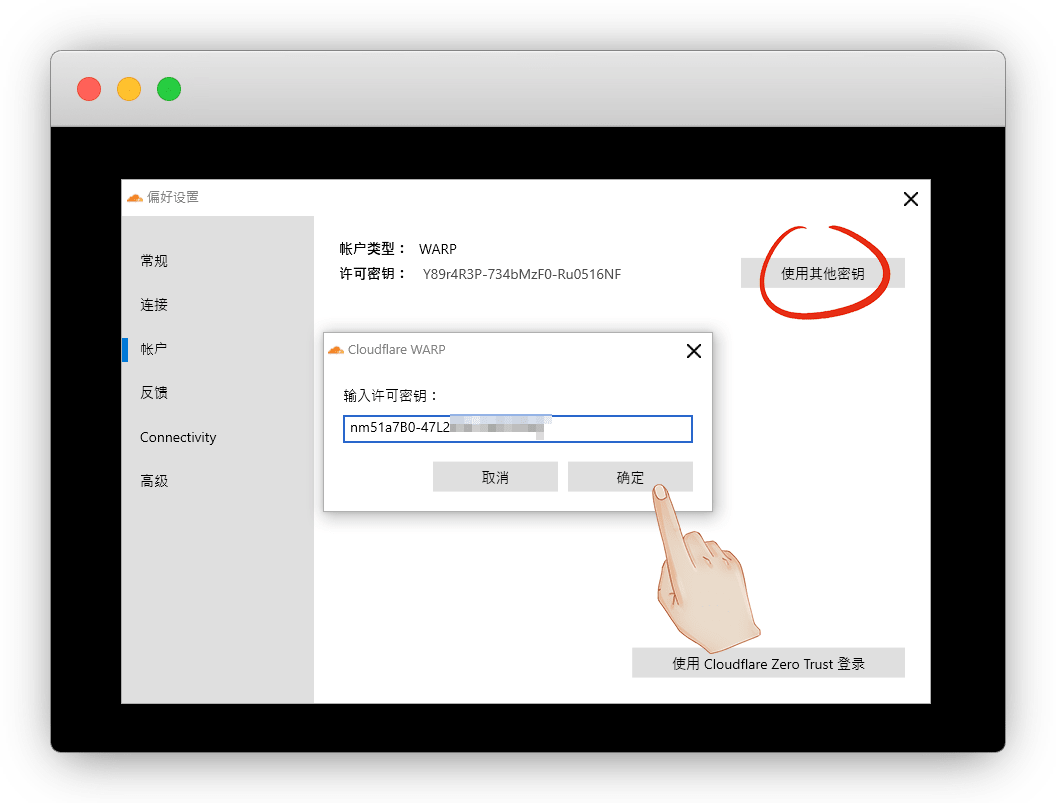 偏好设置
常规
连接
帐户
反馈
Connectivity
高级
帐户类型： WARP
许可密钥： Y89r4R3P-734bMzF0-Ru0516NF
使用其他密钥
Cloudflare WARP
输入许可密钥：
nm51a7B0-47L2
取消
确定
使用 Cloudflare Zero Trust 登录